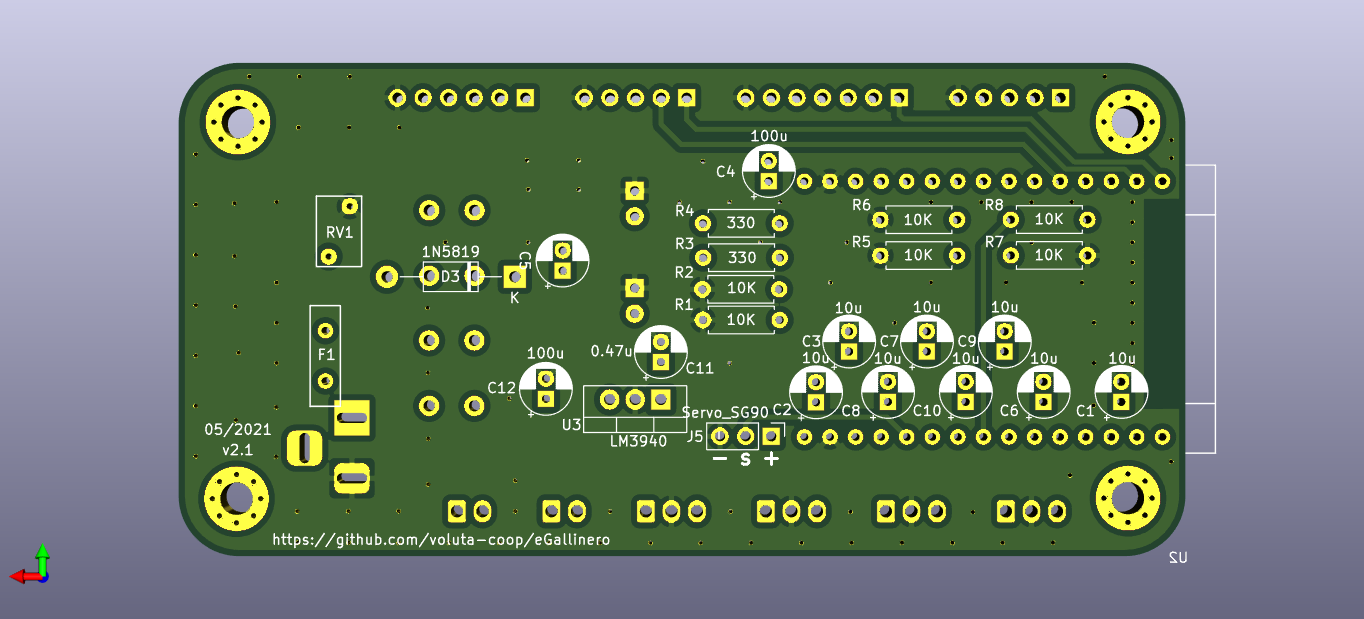 100u
C4
R4
330
R3
330
R2
10K
R1
10K
R6
10K
R8
10K
R5
10K
R7
10K
RV1
1N5819
D3
K
C5
F1
0.47u
C11
100u
C12
U3
LM3940
10u
C3
10u
C7
10u
C9
10u
C2
10u
C8
10u
C10
10u
C6
10u
C1
Servo_SG90
J5
− S +
05/2021
v2.1
https://github.com/voluta-coop/eGallinero
U2